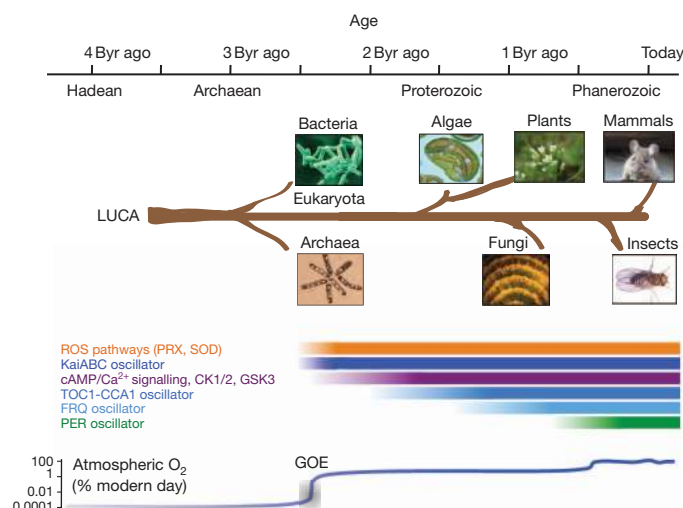 Age
4 Byr ago 3 Byr ago 2 Byr ago 1 Byr ago Today
Hadean Archaean Proterozoic Phanerozoic
Bacteria Algae Plants Mammals
Eukaryota
LUCA
Archaea Fungi Insects
ROS pathways (PRX, SOD)
KaiABC oscillator
cAMP/Ca²⁺ signalling, CK1/2, GSK3
TOC1-CCA1 oscillator
FRQ oscillator
PER oscillator
100 Atmospheric O₂ GOE
1 (% modern day)
0.01
0.0001